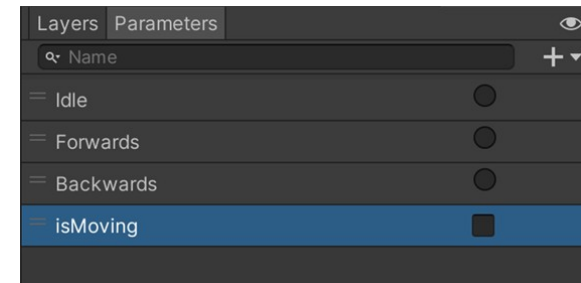 Layers Parameters
Name
Idle
Forwards
Backwards
isMoving